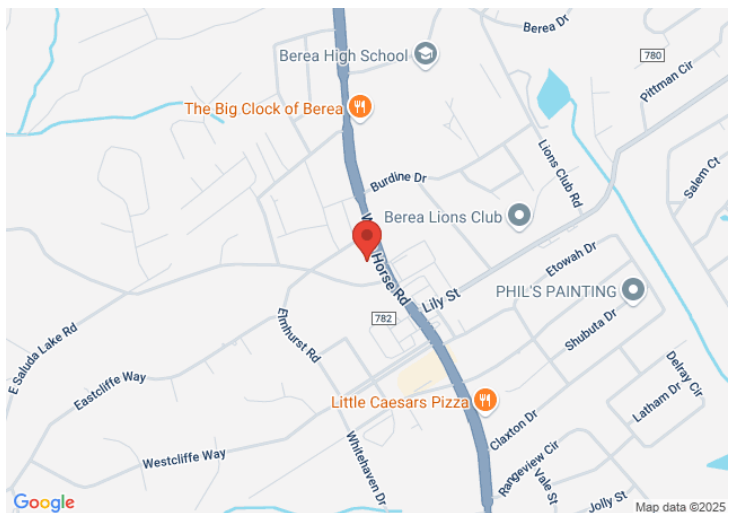 Berea Dr
Berea High School
780
Pittman Cir
The Big Clock of Berea
Lions Club Rd
Salem Ct
Burdine Dr
Berea Lions Club
W
Horse Rd
Etowah Dr
Lily St
PHIL'S PAINTING
782
Elmhurst Rd
Shubuta Dr
E Saluda Lake Rd
Eastcliffe Way
Delray Cir
Latham Dr
Little Caesars Pizza
Claxton Dr
Westcliffe Way
Whitehaven Dr
Rangeview Cir
Vale St
Jolly St
Google
Map data ©2025